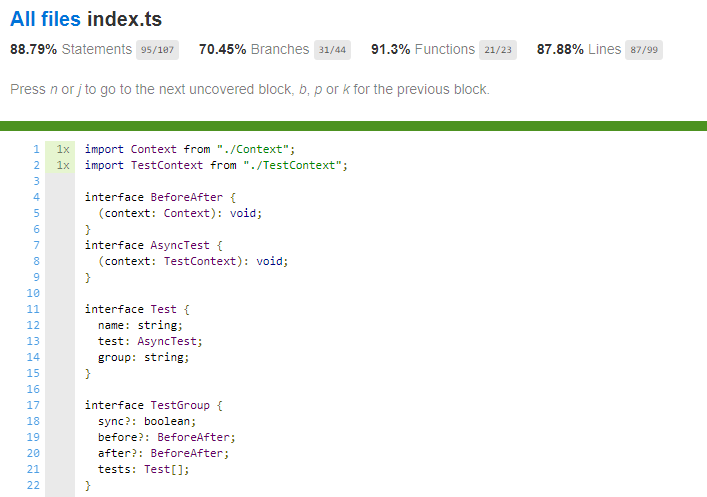 All files index.ts
88.79% Statements 95/107 70.45% Branches 31/44 91.3% Functions 21/23 87.88% Lines 87/99
Press n or j to go to the next uncovered block, b, p or k for the previous block.
1 1x import Context from "./Context";
2 1x import TestContext from "./TestContext";
3
4 interface BeforeAfter {
5 (context: Context): void;
6 }
7 interface AsyncTest {
8 (context: TestContext): void;
9 }
10
11 interface Test {
12 name: string;
13 test: AsyncTest;
14 group: string;
15 }
16
17 interface TestGroup {
18 sync?: boolean;
19 before?: BeforeAfter;
20 after?: BeforeAfter;
21 tests: Test[];
22 }